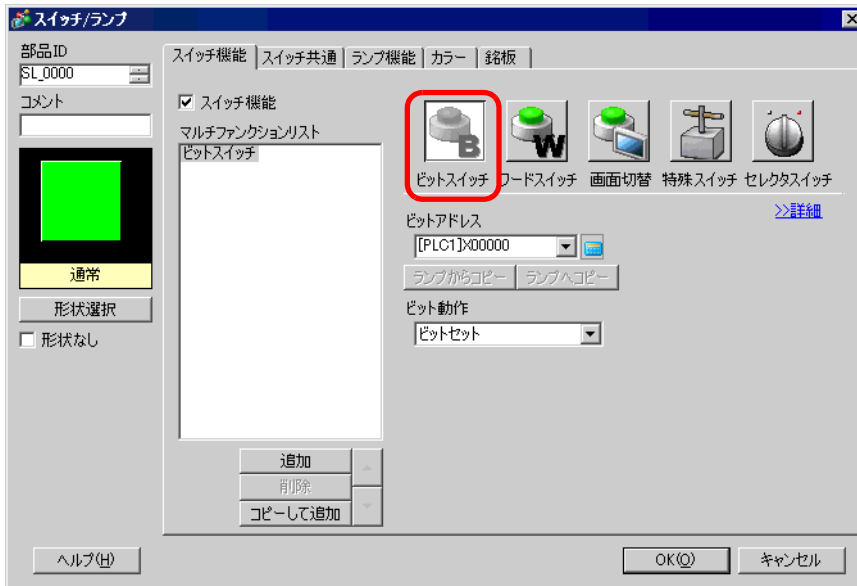 スイッチ/ランプ
部品ID
SL_0000
コメント
通常
形状選択
形状なし
スイッチ機能 スイッチ共通 ランプ機能 カラー 銘板
スイッチ機能
マルチファンクションリスト
ビットスイッチ
追加
削除
コピーして追加
B W
ビットスイッチ ワードスイッチ 画面切替 特殊スイッチ セレクタスイッチ
>>詳細
ビットアドレス
[PLC1]X00000
ランプからコピー ランプへコピー
ビット動作
ビットセット
ヘルプ(H) OK(O) キャンセル